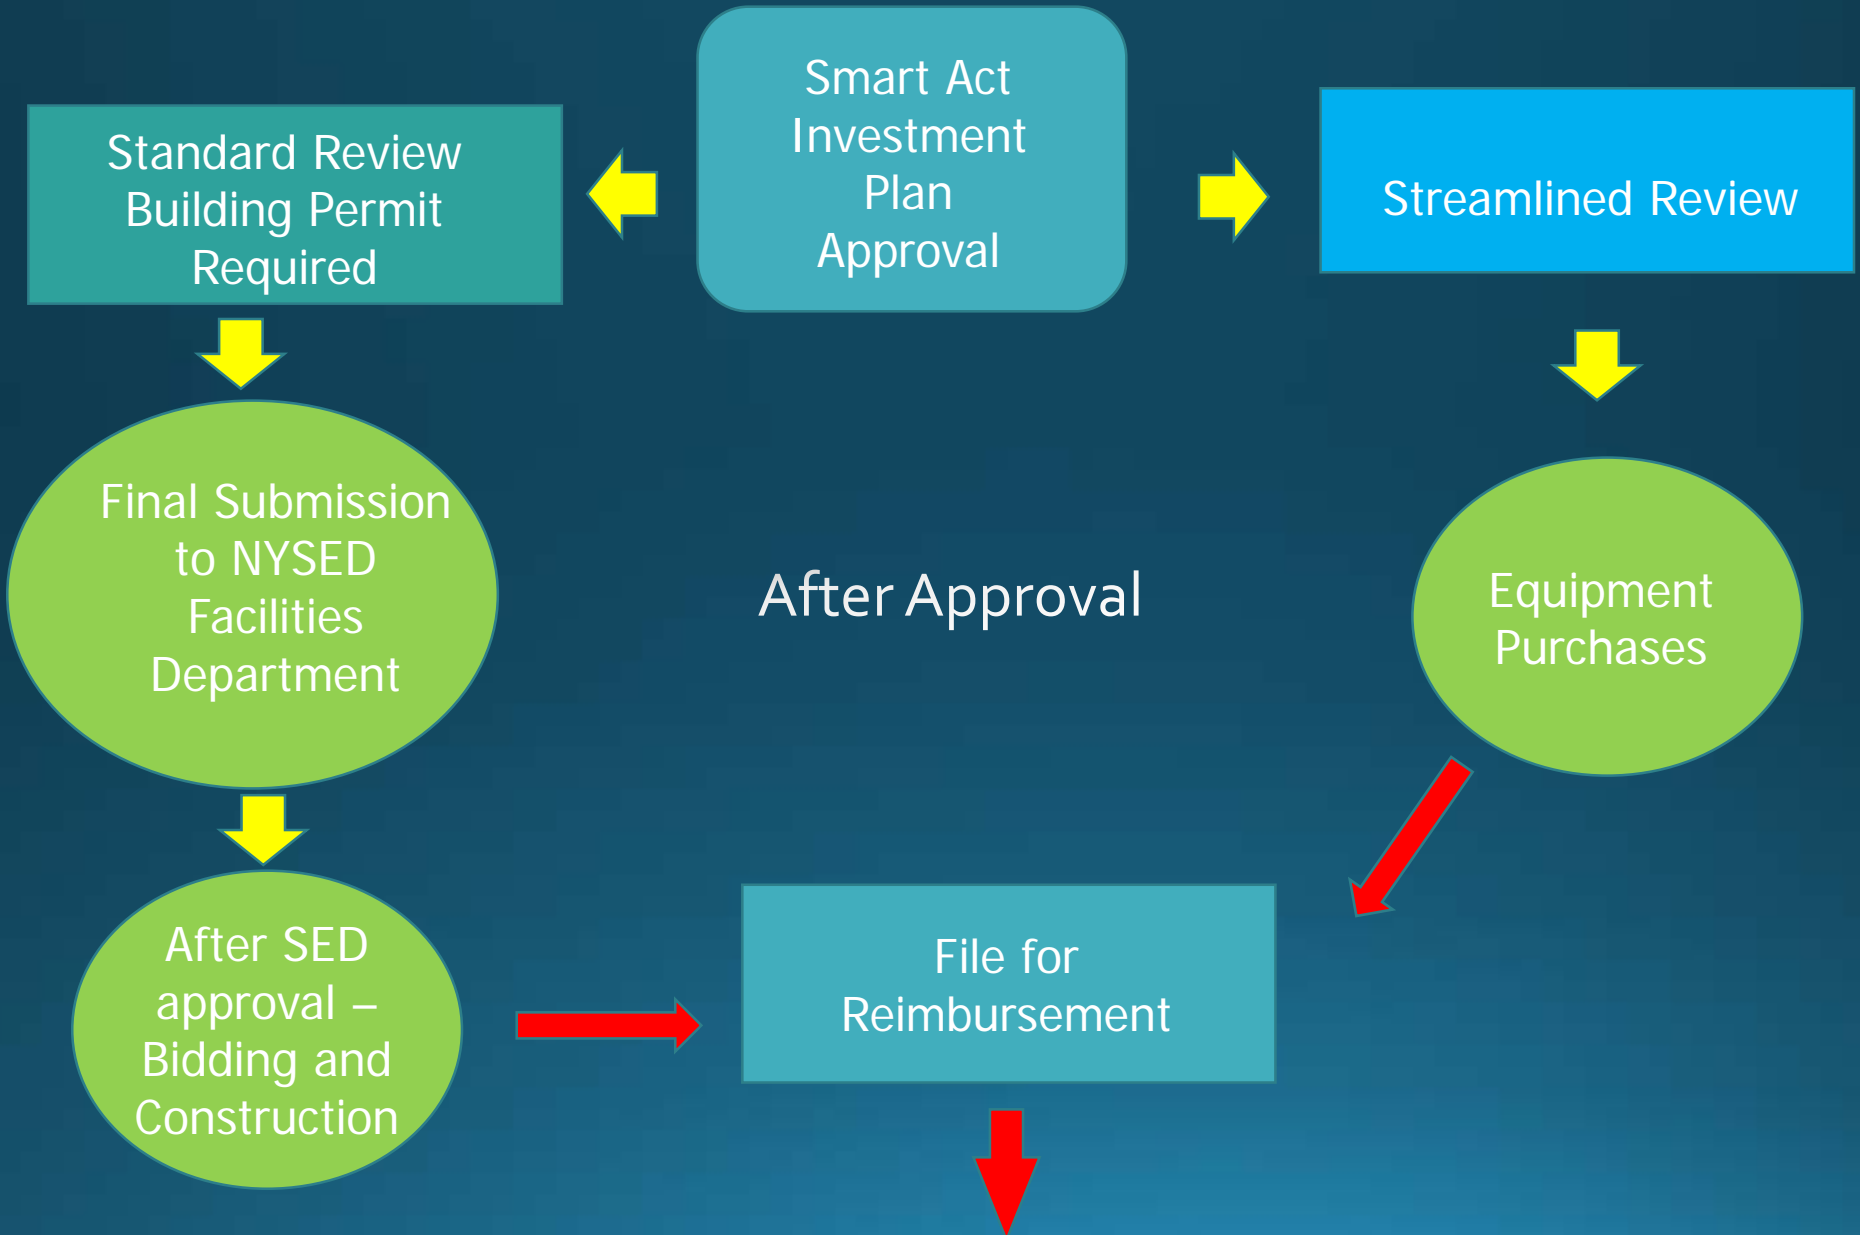 Smart Act
Investment
Plan
Approval
Standard Review
Building Permit
Required
Streamlined Review
Final Submission
to NYSED
Facilities
Department
After Approval
Equipment
Purchases
After SED
approval –
Bidding and
Construction
File for
Reimbursement